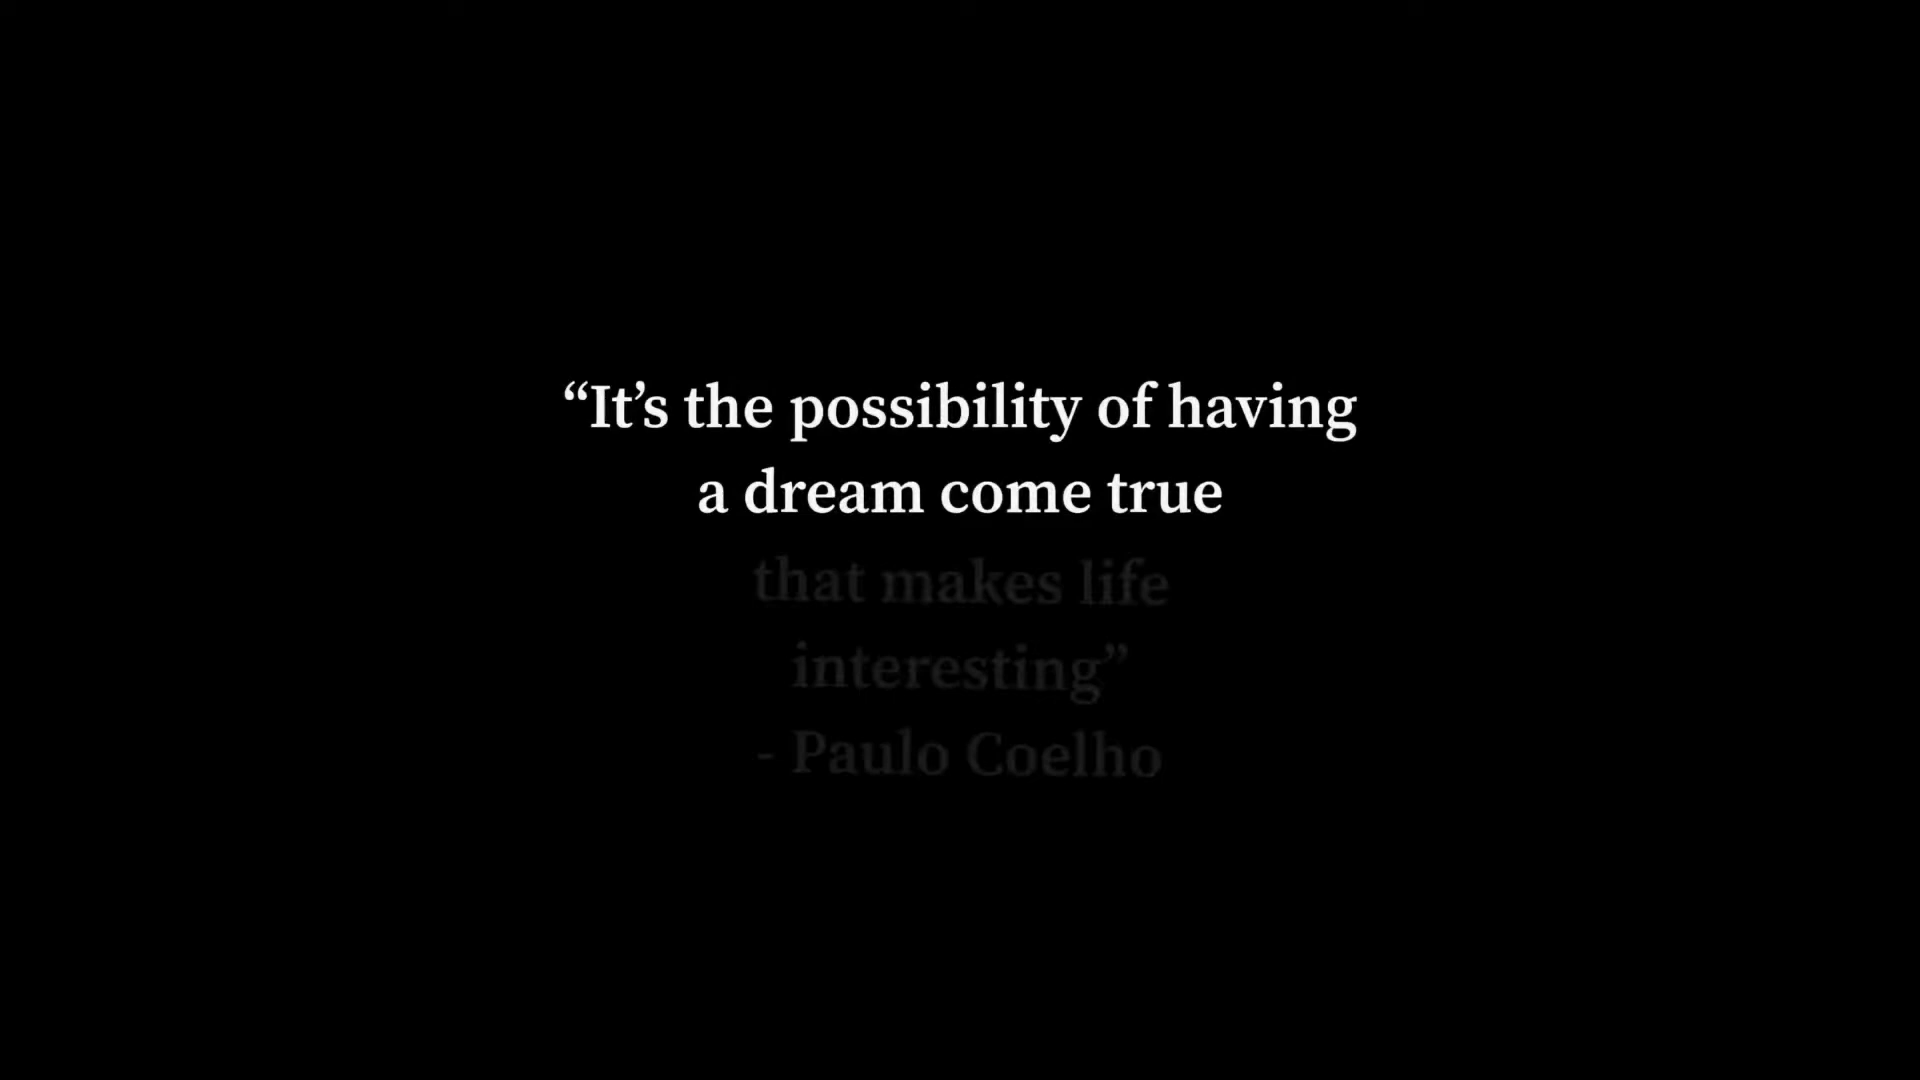 “It’s the possibility of having
a dream come true
that makes life
interesting”
- Paulo Coelho